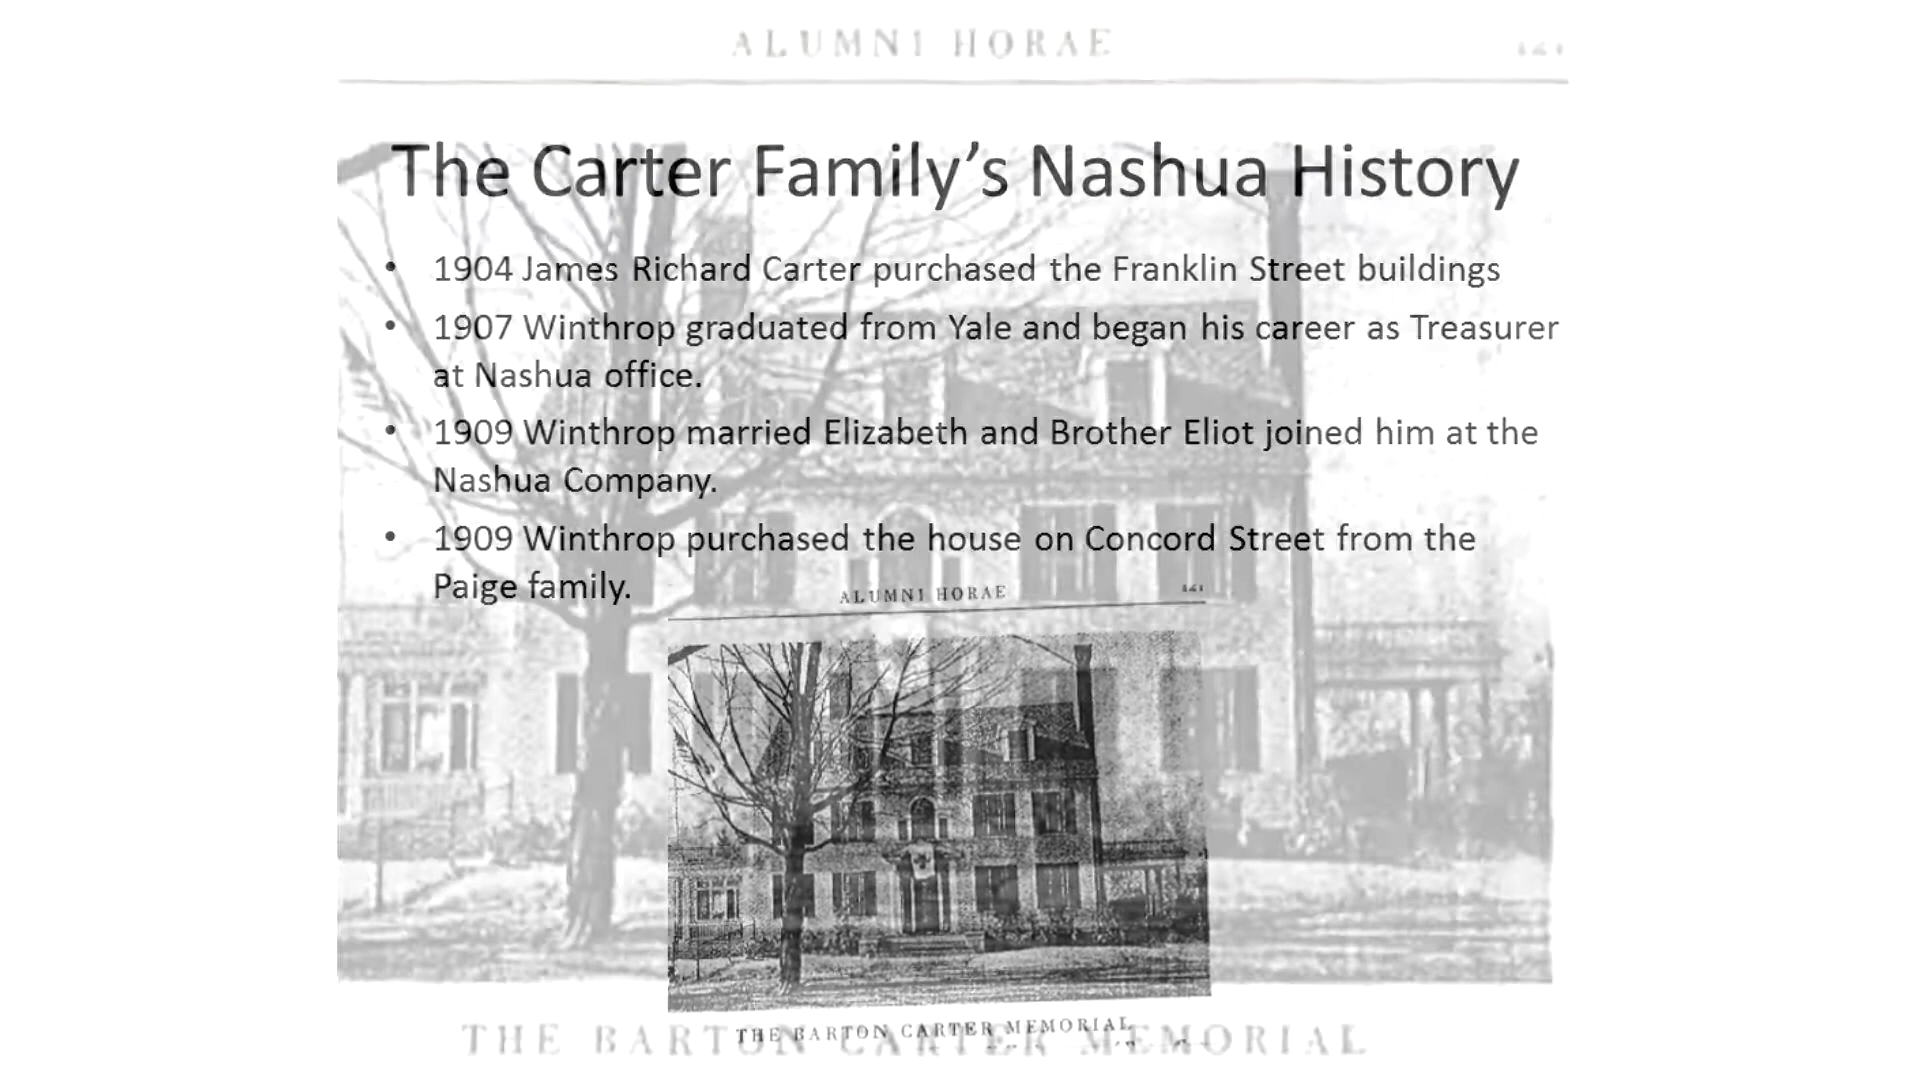 ALUMNI HORAE
The Carter Family’s Nashua History
• 1904 James Richard Carter purchased the Franklin Street buildings
• 1907 Winthrop graduated from Yale and began his career as Treasurer
at Nashua office.
• 1909 Winthrop married Elizabeth and Brother Eliot joined him at the
Nashua Company.
• 1909 Winthrop purchased the house on Concord Street from the
Paige family.
ALUMNI HORAE
THE BARTON CARTER MEMORIAL
THE BARTON CARTER MEMORIAL